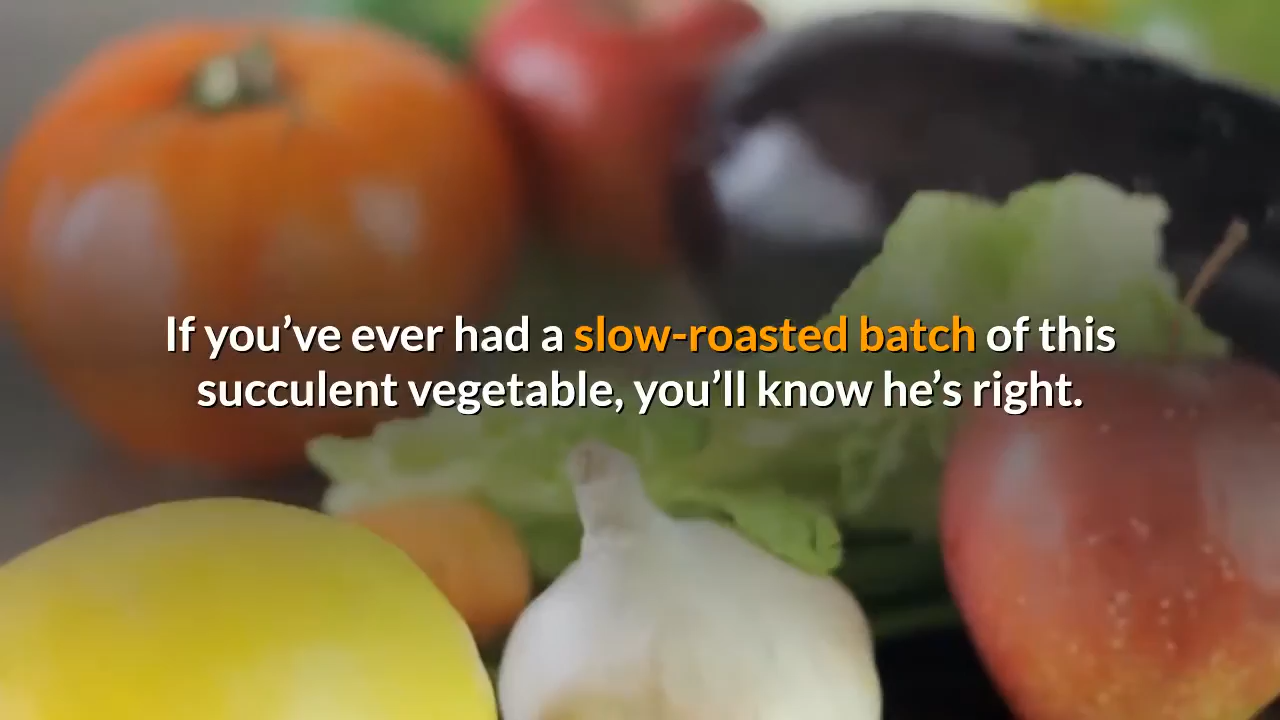 If you’ve ever had a slow-roasted batch of this
succulent vegetable, you’ll know he’s right.